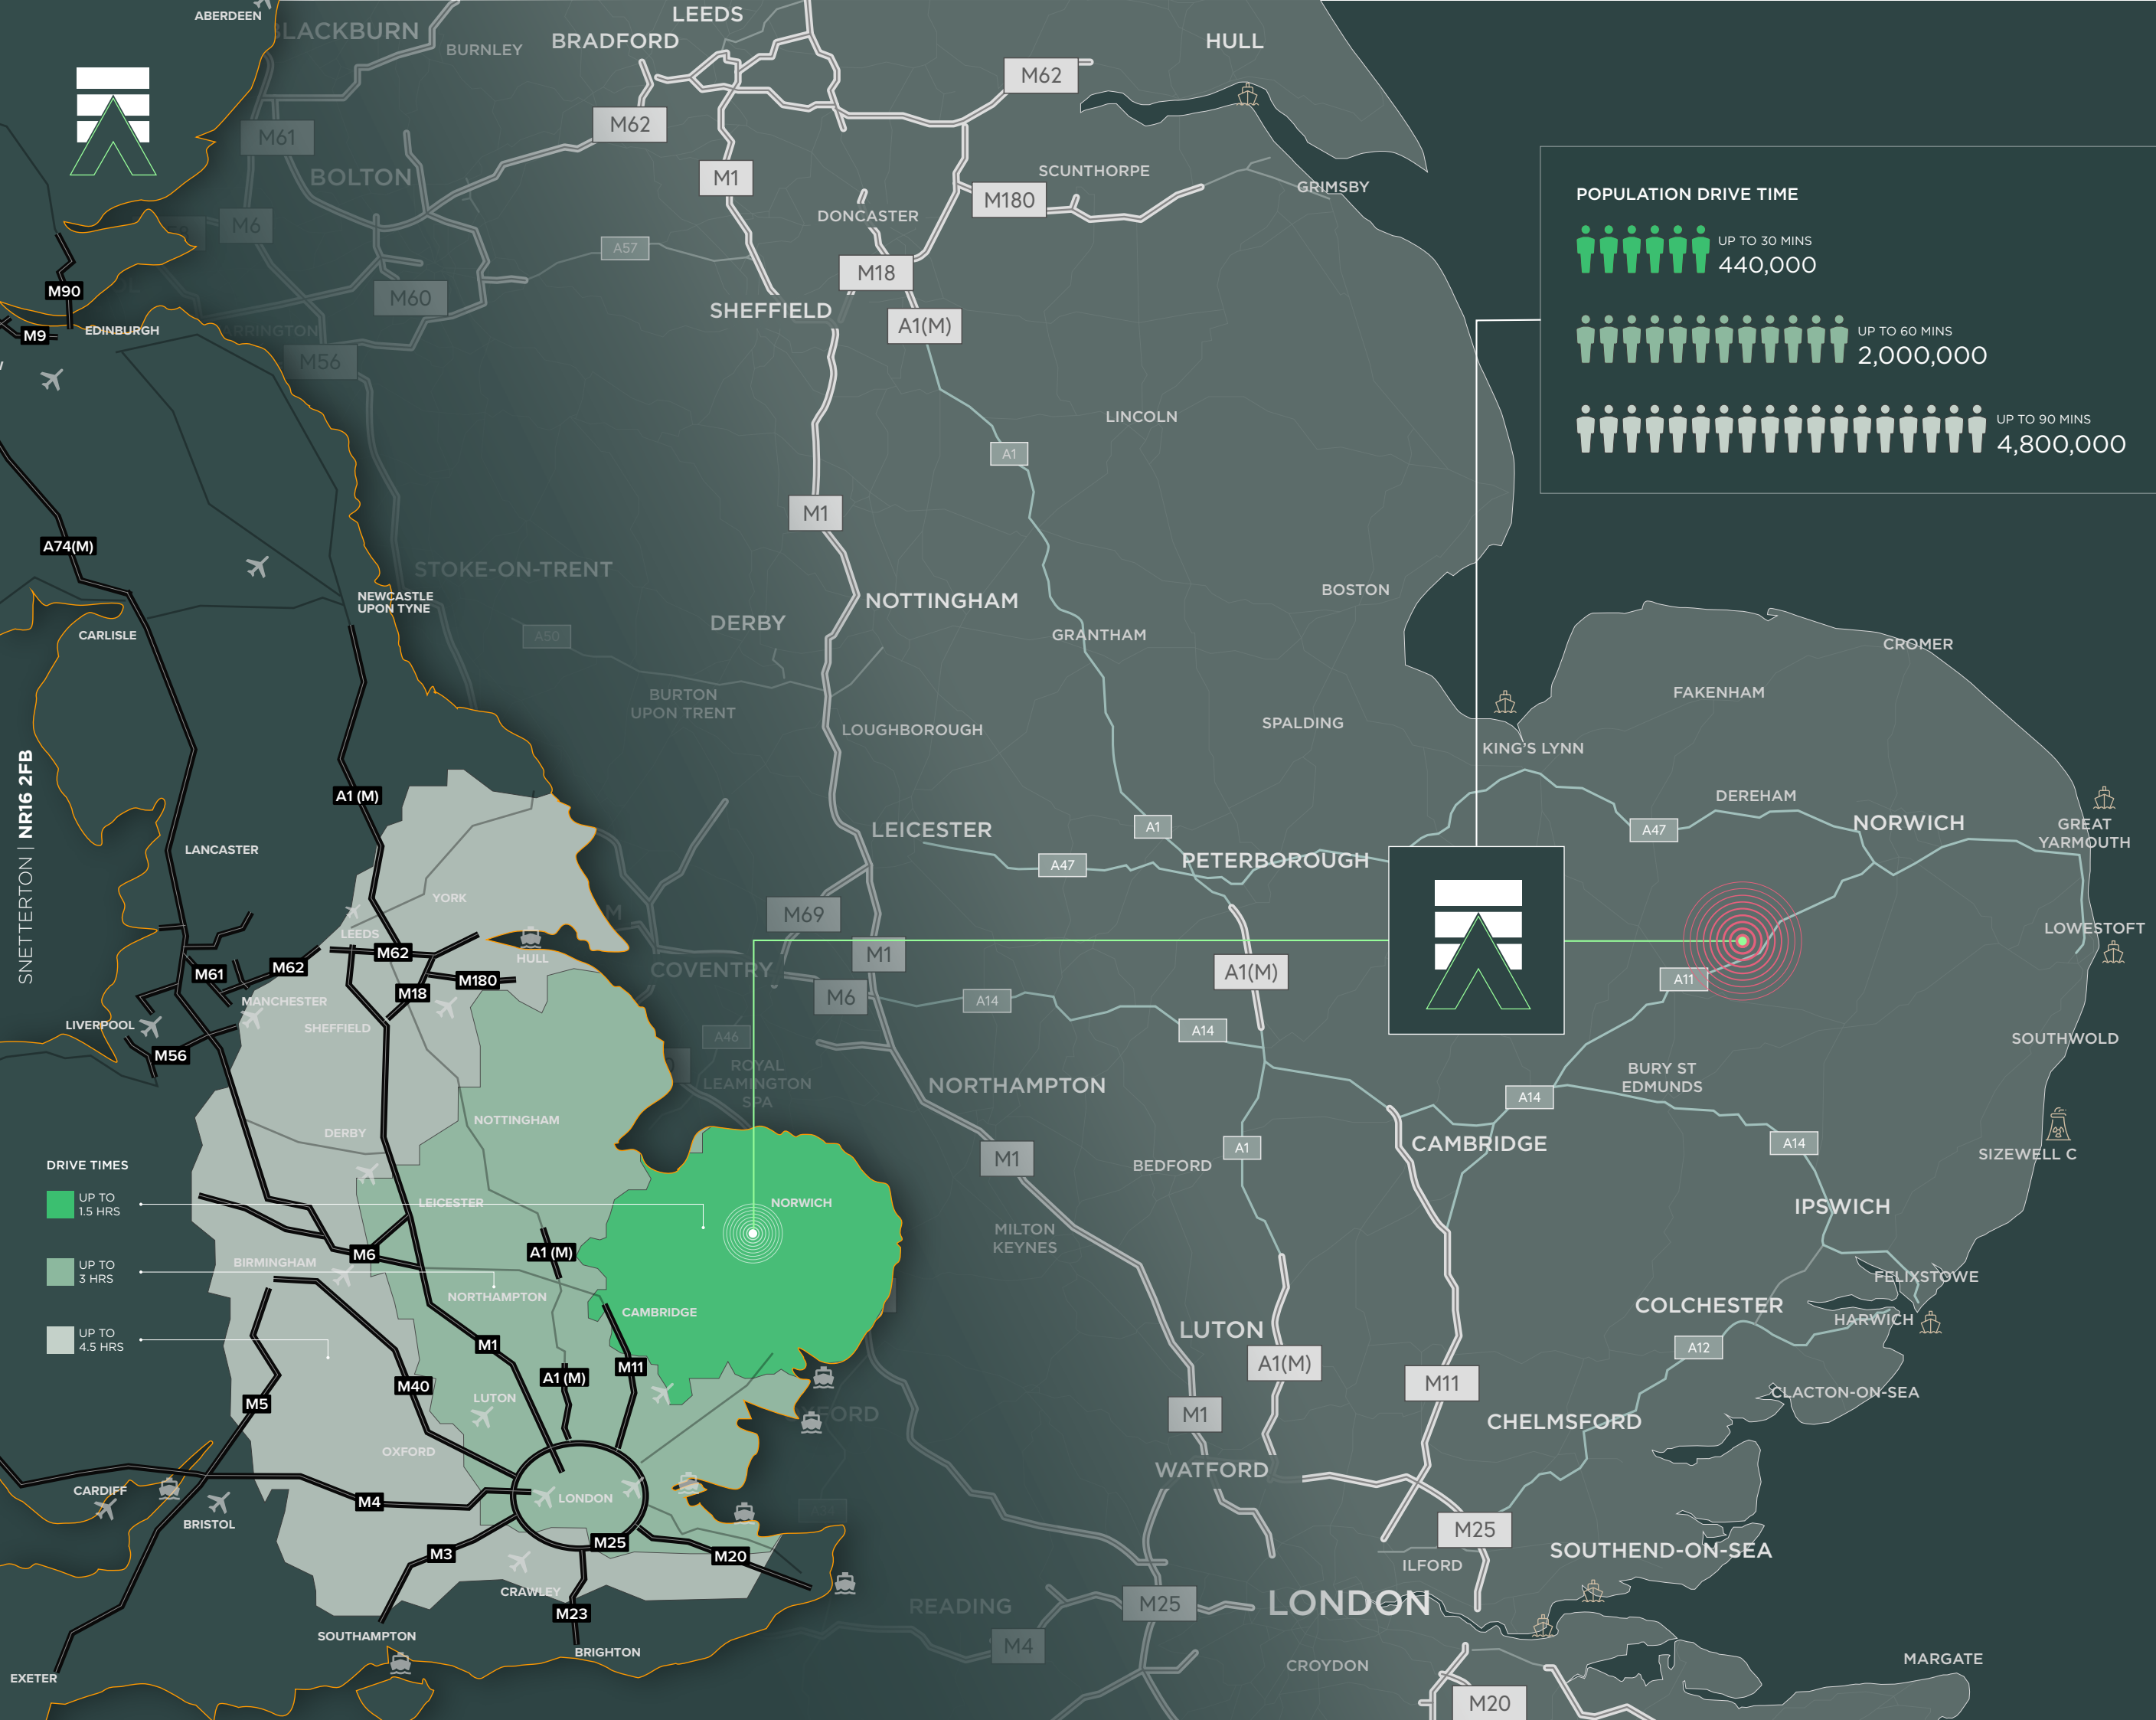 ABERDEEN
BLACKBURN
BURNLEY
LEEDS
BRADFORD
HULL
M62
M62
M61
BOLTON
M1
SCUNTHORPE
M180
GRIMSBY
DONCASTER
M6
A57
M18
M60
SHEFFIELD
A1(M)
M56
POPULATION DRIVE TIME
UP TO 30 MINS
440,000
UP TO 60 MINS
2,000,000
UP TO 90 MINS
4,800,000
M90
M9
EDINBURGH
LINCOLN
A1
M1
A74(M)
STOKE-ON-TRENT
NEWCASTLE
UPON TYNE
CARLISLE
NOTTINGHAM
BOSTON
DERBY
A50
GRANTHAM
CROMER
BURTON
UPON TRENT
FAKENHAM
LOUGHBOROUGH
SPALDING
KING'S LYNN
SNETTERTON | NR16 2FB
A1 (M)
DEREHAM
LEICESTER
A1
A47
NORWICH
GREAT
YARMOUTH
LANCASTER
A47
PETERBOROUGH
YORK
M69
LEEDS
M62
HULL
M1
LOWESTOFT
M61
M62
M180
COVENTRY
A1(M)
A11
M18
MANCHESTER
M6
A14
LIVERPOOL
SHEFFIELD
A46
A14
SOUTHWOLD
M56
ROYAL
LEAMINGTON
SPA
NORTHAMPTON
BURY ST
EDMUNDS
A14
NOTTINGHAM
DERBY
M1
A1
CAMBRIDGE
A14
SIZEWELL C
BEDFORD
DRIVE TIMES
UP TO
1.5 HRS
LEICESTER
NORWICH
IPSWICH
MILTON
KEYNES
M6
A1 (M)
BIRMINGHAM
UP TO
3 HRS
NORTHAMPTON
FELIXSTOWE
CAMBRIDGE
COLCHESTER
HARWICH
UP TO
4.5 HRS
M1
LUTON
A12
A1 (M)
M11
A1(M)
M11
M40
M5
LUTON
CLACTON-ON-SEA
M1
CHELMSFORD
OXFORD
WATFORD
CARDIFF
M4
LONDON
BRISTOL
M25
M25
M3
M20
SOUTHEND-ON-SEA
ILFORD
CRAWLEY
M23
READING
M25
LONDON
SOUTHAMPTON
BRIGHTON
M4
CROYDON
MARGATE
EXETER
M20